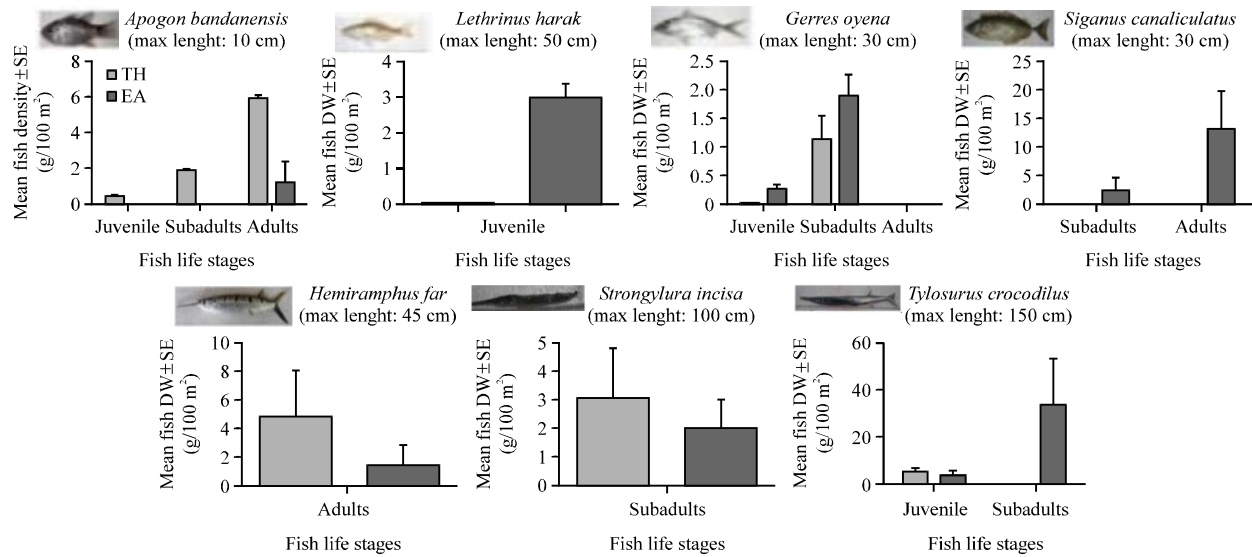 Apogon bandanensis
(max lenght: 10 cm)
Mean fish density±SE
(g/100 m²)
8
6
4
2
0
TH
EA
Juvenile Subadults Adults
Fish life stages
Lethrinus harak
(max lenght: 50 cm)
Mean fish DW±SE
(g/100 m²)
4
3
2
1
0
Juvenile
Fish life stages
Gerres oyena
(max lenght: 30 cm)
Mean fish DW±SE
(g/100 m²)
2.5
2.0
1.5
1.0
0.5
0
Juvenile Subadults Adults
Fish life stages
Siganus canaliculatus
(max lenght: 30 cm)
Mean fish DW±SE
(g/100 m²)
25
20
15
10
5
0
Subadults Adults
Fish life stages
Hemiramphus far
(max lenght: 45 cm)
Mean fish DW±SE
(g/100 m²)
10
8
6
4
2
0
Adults
Fish life stages
Strongylura incisa
(max lenght: 100 cm)
Mean fish DW±SE
(g/100 m²)
5
4
3
2
1
0
Subadults
Fish life stages
Tylosurus crocodilus
(max lenght: 150 cm)
Mean fish DW±SE
(g/100 m²)
60
40
20
0
Juvenile Subadults
Fish life stages